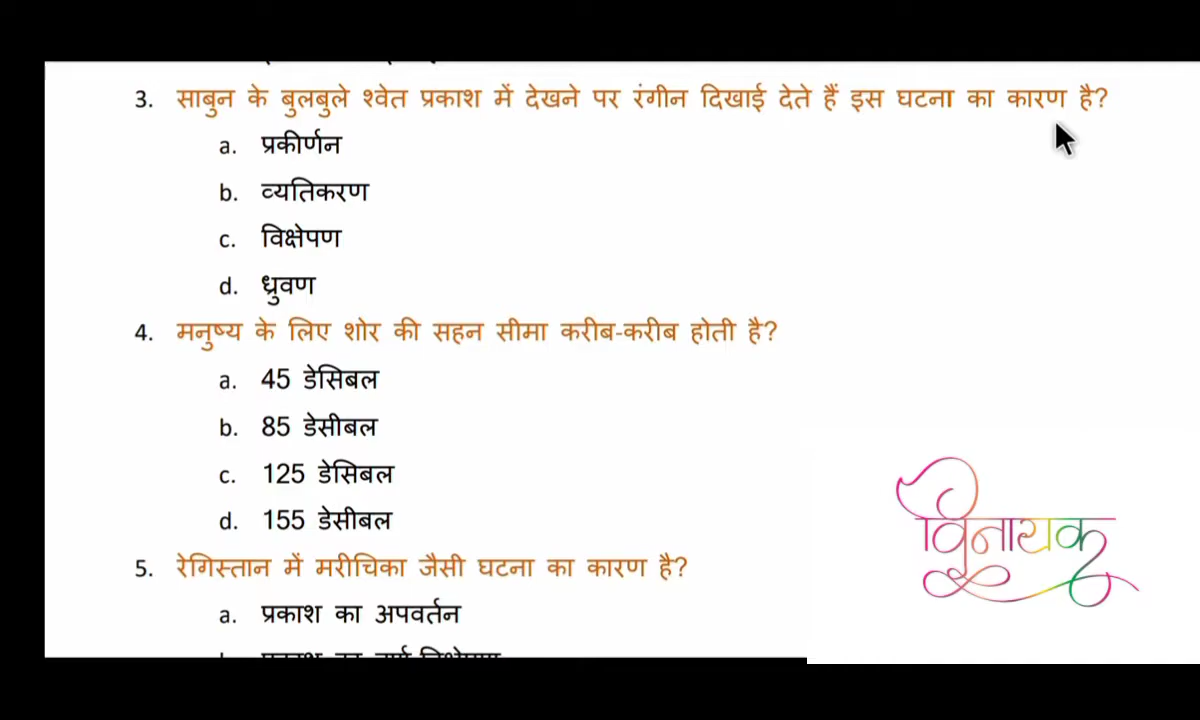 3. साबुन के बुलबुले श्वेत प्रकाश में देखने पर रंगीन दिखाई देते हैं इस घटना का कारण है?
a. प्रकीर्णन
b. व्यतिकरण
c. विक्षेपण
d. ध्रुवण
4. मनुष्य के लिए शोर की सहन सीमा करीब-करीब होती है?
a. 45 डेसिबल
b. 85 डेसीबल
c. 125 डेसिबल
d. 155 डेसीबल
विनायक
5. रेगिस्तान में मरीचिका जैसी घटना का कारण है?
a. प्रकाश का अपवर्तन